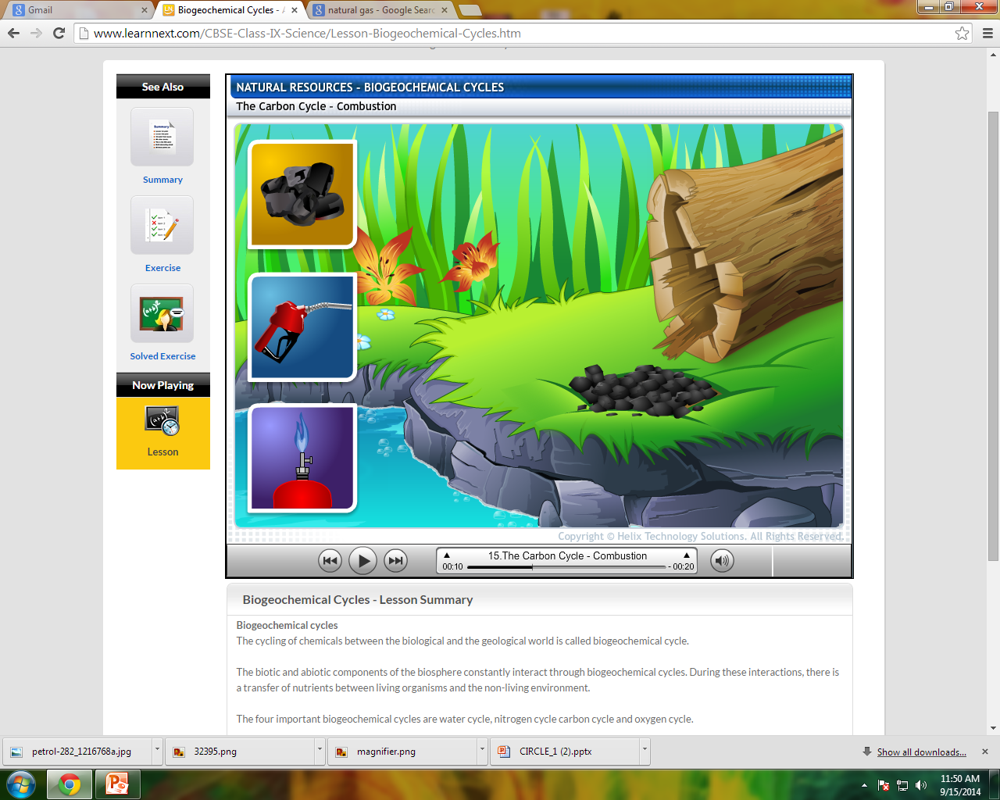 Gmail
Biogeochemical Cycles - A
natural gas - Google Searc
www.learnnext.com/CBSE-Class-IX-Science/Lesson-Biogeochemical-Cycles.htm
See Also
Summary
Summary
Exercise
Solved Exercise
Now Playing
Lesson
NATURAL RESOURCES - BIOGEOCHEMICAL CYCLES
The Carbon Cycle - Combustion
Copyright © Helix Technology Solutions. All Rights Reserved.
15.The Carbon Cycle - Combustion
00:10
- 00:20
Biogeochemical Cycles - Lesson Summary
Biogeochemical cycles
The cycling of chemicals between the biological and the geological world is called biogeochemical cycle.
The biotic and abiotic components of the biosphere constantly interact through biogeochemical cycles. During these interactions, there is
a transfer of nutrients between living organisms and the non-living environment.
The four important biogeochemical cycles are water cycle, nitrogen cycle carbon cycle and oxygen cycle.
petrol-282_1216768a.jpg
32395.png
magnifier.png
CIRCLE_1 (2).pptx
Show all downloads...
11:50 AM
9/15/2014